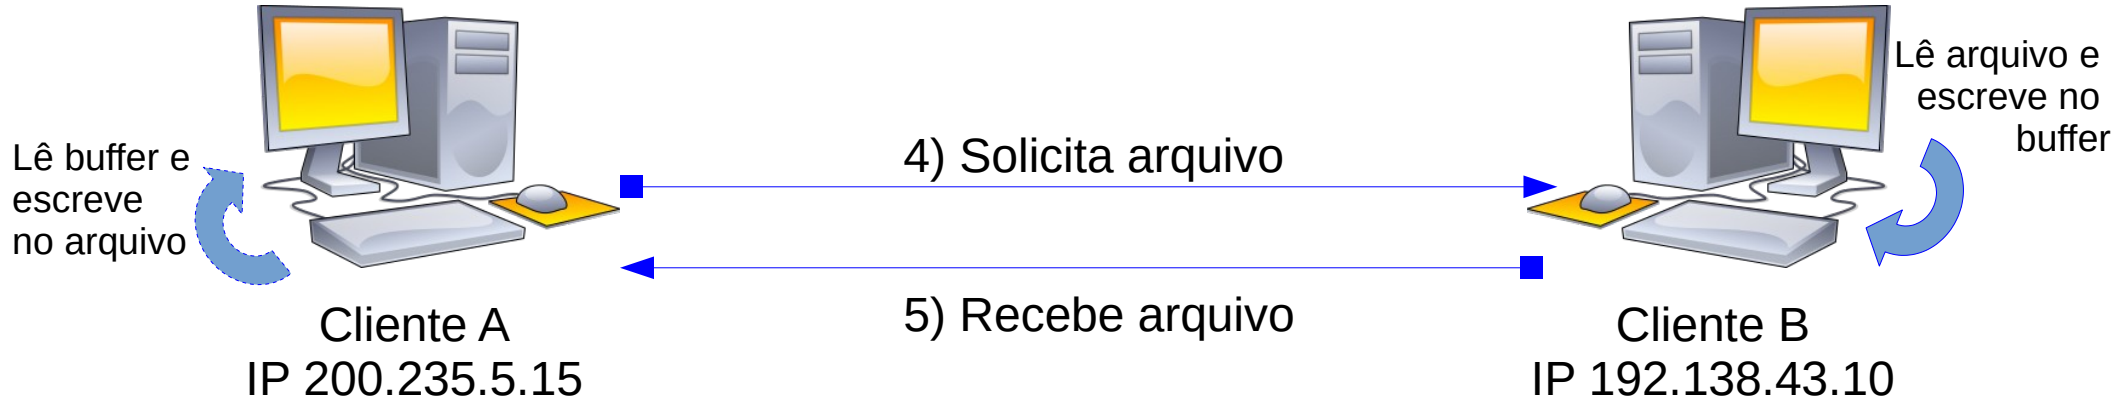 Lê buffer e
escreve
no arquivo
4) Solicita arquivo
Lê arquivo e
escreve no
buffer
5) Recebe arquivo
Cliente A
IP 200.235.5.15
Cliente B
IP 192.138.43.10